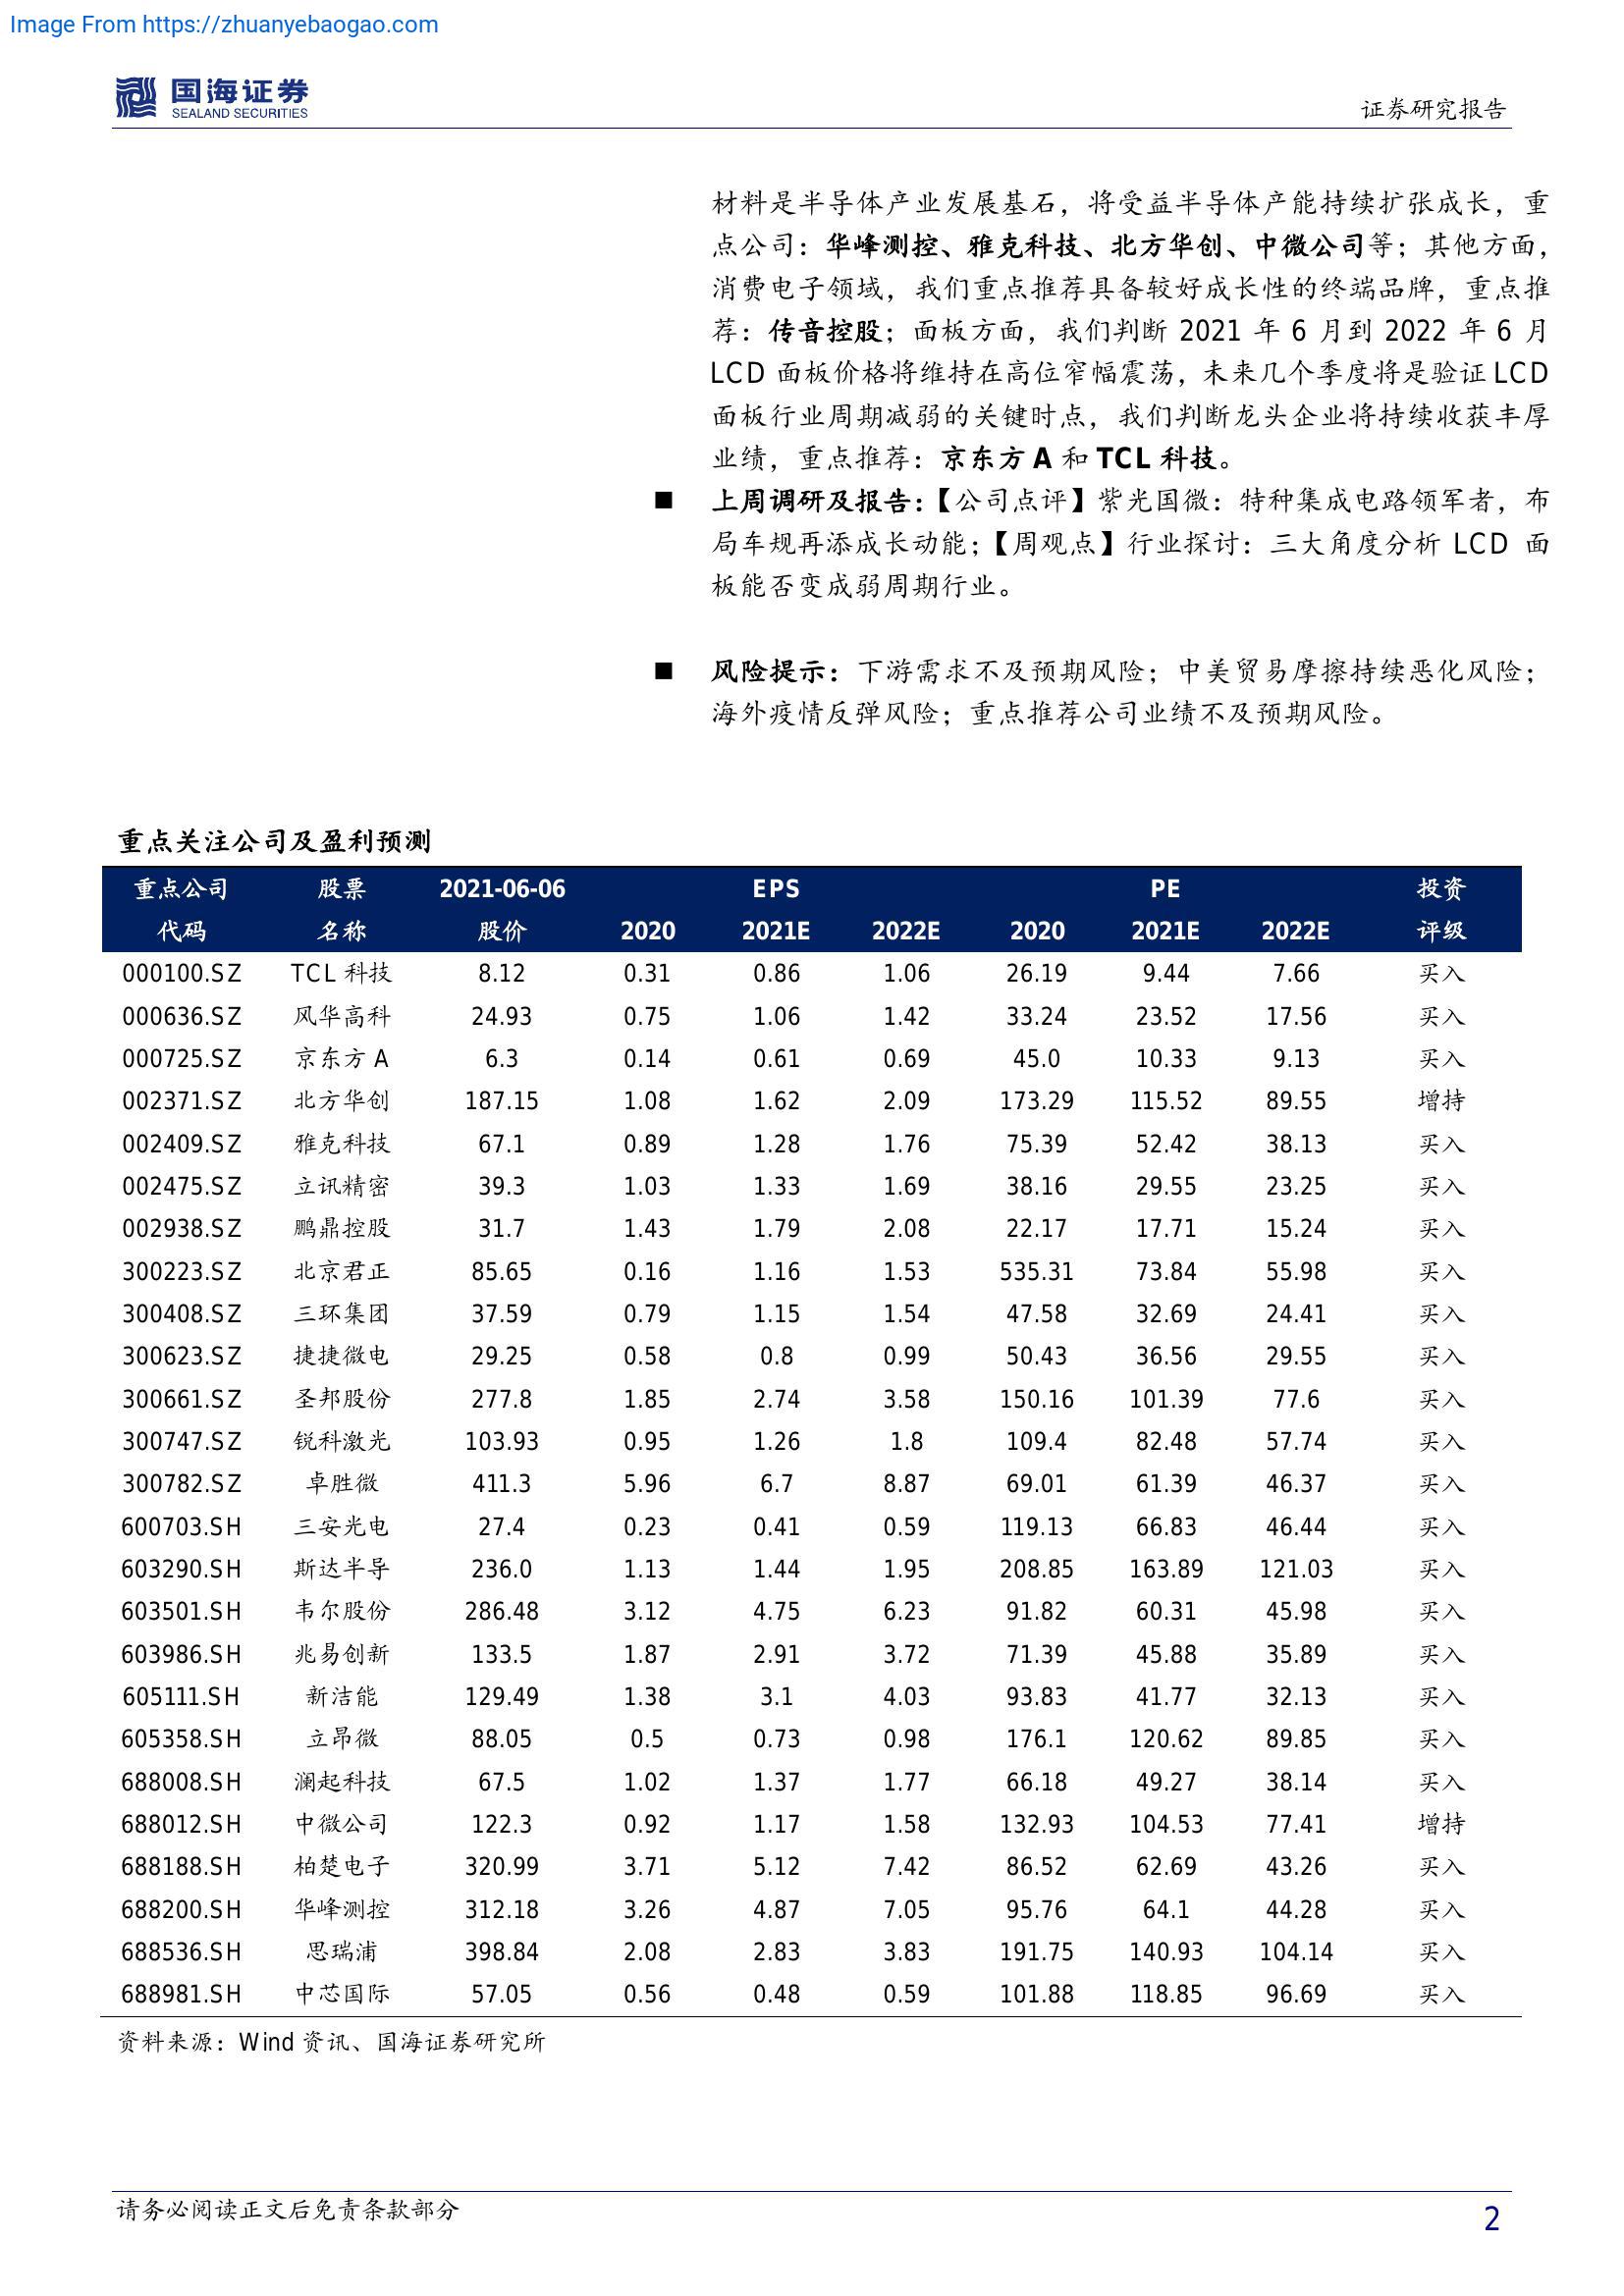 Image From https://zhuanyebaogao.com
国海证券
SEALAND SECURITIES
证券研究报告
材料是半导体产业发展基石，将受益半导体产能持续扩张成长，重
点公司：华峰测控、雅克科技、北方华创、中微公司等；其他方面，
消费电子领域，我们重点推荐具备较好成长性的终端品牌，重点推
荐：传音控股；面板方面，我们判断 2021 年 6 月到 2022 年 6 月
LCD 面板价格将维持在高位窄幅震荡，未来几个季度将是验证 LCD
面板行业周期减弱的关键时点，我们判断龙头企业将持续收获丰厚
业绩，重点推荐：京东方 A 和 TCL 科技。
■ 上周调研及报告：【公司点评】紫光国微：特种集成电路领军者，布
局车规再添成长动能；【周观点】行业探讨：三大角度分析 LCD 面
板能否变成弱周期行业。
■ 风险提示：下游需求不及预期风险；中美贸易摩擦持续恶化风险；
海外疫情反弹风险；重点推荐公司业绩不及预期风险。
重点关注公司及盈利预测
重点公司 股票 2021-06-06 EPS PE 投资
代码 名称 股价 2020 2021E 2022E 2020 2021E 2022E 评级
000100.SZ TCL 科技 8.12 0.31 0.86 1.06 26.19 9.44 7.66 买入
000636.SZ 风华高科 24.93 0.75 1.06 1.42 33.24 23.52 17.56 买入
000725.SZ 京东方 A 6.3 0.14 0.61 0.69 45.0 10.33 9.13 买入
002371.SZ 北方华创 187.15 1.08 1.62 2.09 173.29 115.52 89.55 增持
002409.SZ 雅克科技 67.1 0.89 1.28 1.76 75.39 52.42 38.13 买入
002475.SZ 立讯精密 39.3 1.03 1.33 1.69 38.16 29.55 23.25 买入
002938.SZ 鹏鼎控股 31.7 1.43 1.79 2.08 22.17 17.71 15.24 买入
300223.SZ 北京君正 85.65 0.16 1.16 1.53 535.31 73.84 55.98 买入
300408.SZ 三环集团 37.59 0.79 1.15 1.54 47.58 32.69 24.41 买入
300623.SZ 捷捷微电 29.25 0.58 0.8 0.99 50.43 36.56 29.55 买入
300661.SZ 圣邦股份 277.8 1.85 2.74 3.58 150.16 101.39 77.6 买入
300747.SZ 锐科激光 103.93 0.95 1.26 1.8 109.4 82.48 57.74 买入
300782.SZ 卓胜微 411.3 5.96 6.7 8.87 69.01 61.39 46.37 买入
600703.SH 三安光电 27.4 0.23 0.41 0.59 119.13 66.83 46.44 买入
603290.SH 斯达半导 236.0 1.13 1.44 1.95 208.85 163.89 121.03 买入
603501.SH 韦尔股份 286.48 3.12 4.75 6.23 91.82 60.31 45.98 买入
603986.SH 兆易创新 133.5 1.87 2.91 3.72 71.39 45.88 35.89 买入
605111.SH 新洁能 129.49 1.38 3.1 4.03 93.83 41.77 32.13 买入
605358.SH 立昂微 88.05 0.5 0.73 0.98 176.1 120.62 89.85 买入
688008.SH 澜起科技 67.5 1.02 1.37 1.77 66.18 49.27 38.14 买入
688012.SH 中微公司 122.3 0.92 1.17 1.58 132.93 104.53 77.41 增持
688188.SH 柏楚电子 320.99 3.71 5.12 7.42 86.52 62.69 43.26 买入
688200.SH 华峰测控 312.18 3.26 4.87 7.05 95.76 64.1 44.28 买入
688536.SH 思瑞浦 398.84 2.08 2.83 3.83 191.75 140.93 104.14 买入
688981.SH 中芯国际 57.05 0.56 0.48 0.59 101.88 118.85 96.69 买入
资料来源：Wind 资讯、国海证券研究所
请务必阅读正文后免责条款部分
2